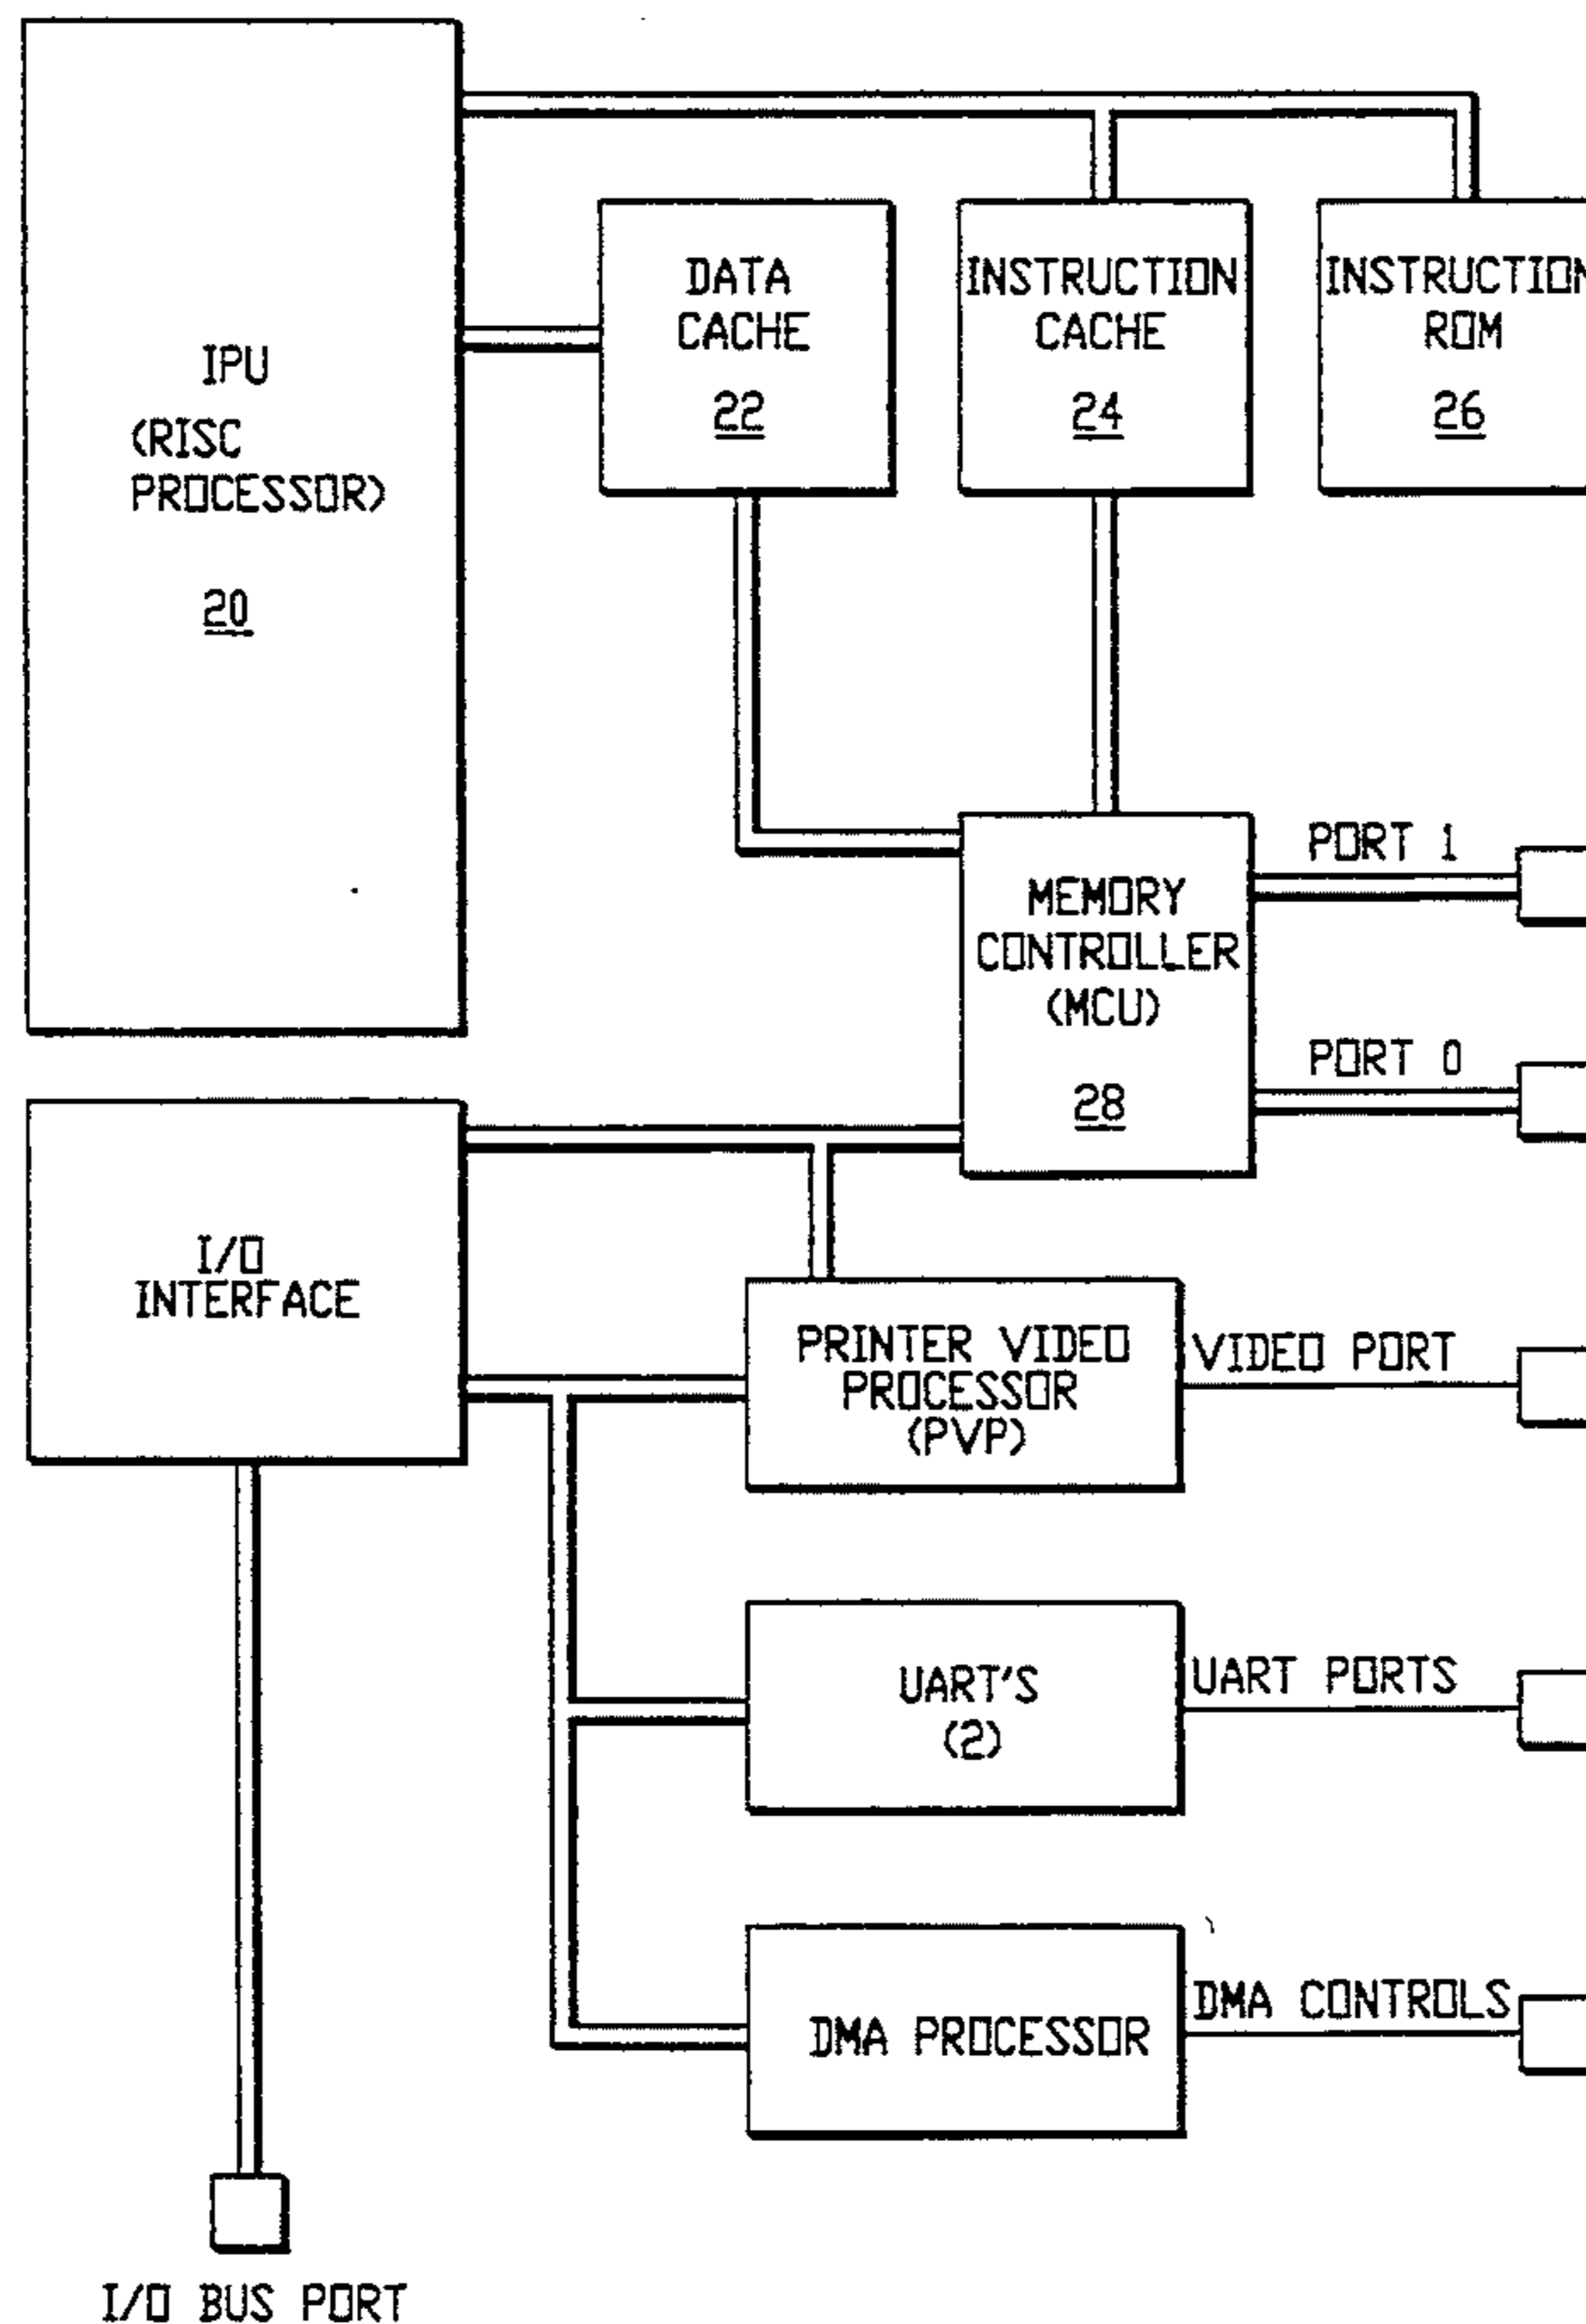 IPU
(RISC
PROCESSOR)
20
DATA
CACHE
22
INSTRUCTION
CACHE
24
INSTRUCTION
ROM
26
MEMORY
CONTROLLER
(MCU)
28
PORT 1
PORT 0
I/O
INTERFACE
PRINTER VIDEO
PROCESSOR
(PVP)
VIDEO PORT
UART'S
(2)
UART PORTS
DMA PROCESSOR
DMA CONTROLS
I/O BUS PORT